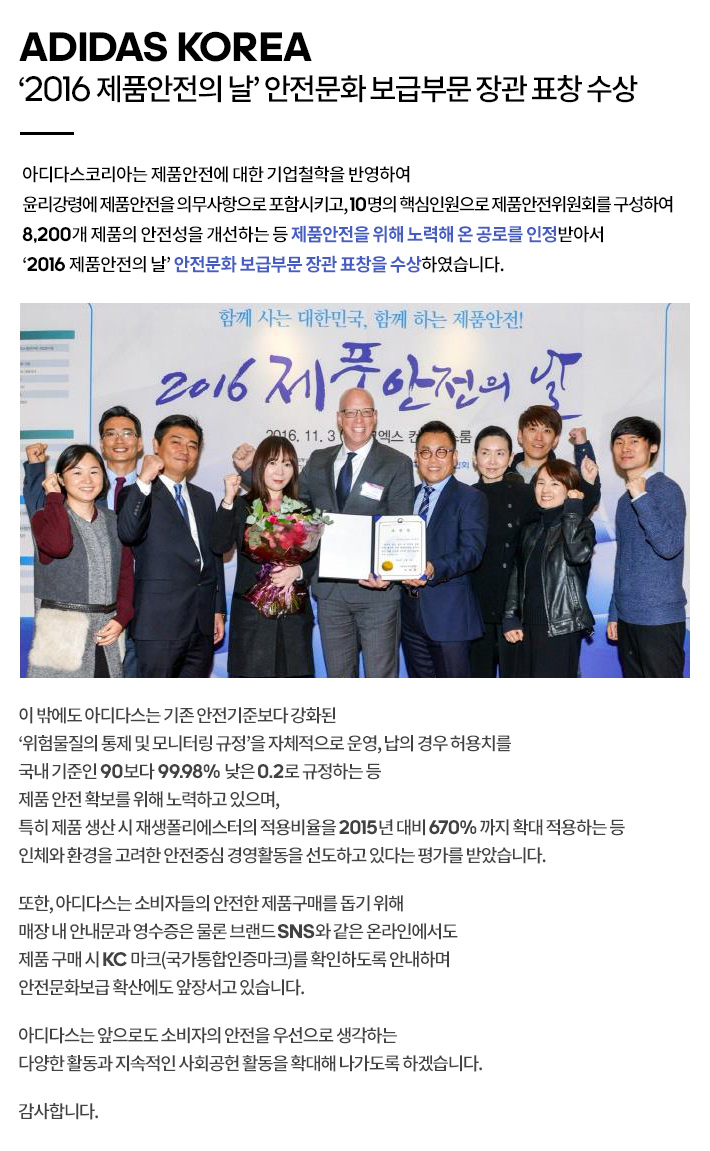 ADIDAS KOREA
‘2016 제품안전의 날’ 안전문화 보급부문 장관 표창 수상
아디다스코리아는 제품안전에 대한 기업철학을 반영하여
윤리강령에 제품안전을 의무사항으로 포함시키고, 10명의 핵심인원으로 제품안전위원회를 구성하여
8,200개 제품의 안전성을 개선하는 등 제품안전을 위해 노력해 온 공로를 인정받아서
‘2016 제품안전의 날’ 안전문화 보급부문 장관 표창을 수상하였습니다.
함께 사는 대한민국, 함께 하는 제품안전!
2016 제품안전의 날
2016. 11. 3
이 밖에도 아디다스는 기존 안전기준보다 강화된
‘위험물질의 통제 및 모니터링 규정’을 자체적으로 운영, 납의 경우 허용치를
국내 기준인 90보다 99.98% 낮은 0.2로 규정하는 등
제품 안전 확보를 위해 노력하고 있으며,
특히 제품 생산 시 재생폴리에스터의 적용비율을 2015년 대비 670% 까지 확대 적용하는 등
인체와 환경을 고려한 안전중심 경영활동을 선도하고 있다는 평가를 받았습니다.
또한, 아디다스는 소비자들의 안전한 제품구매를 돕기 위해
매장 내 안내문과 영수증은 물론 브랜드 SNS와 같은 온라인에서도
제품 구매 시 KC 마크(국가통합인증마크)를 확인하도록 안내하며
안전문화보급 확산에도 앞장서고 있습니다.
아디다스는 앞으로도 소비자의 안전을 우선으로 생각하는
다양한 활동과 지속적인 사회공헌 활동을 확대해 나가도록 하겠습니다.
감사합니다.